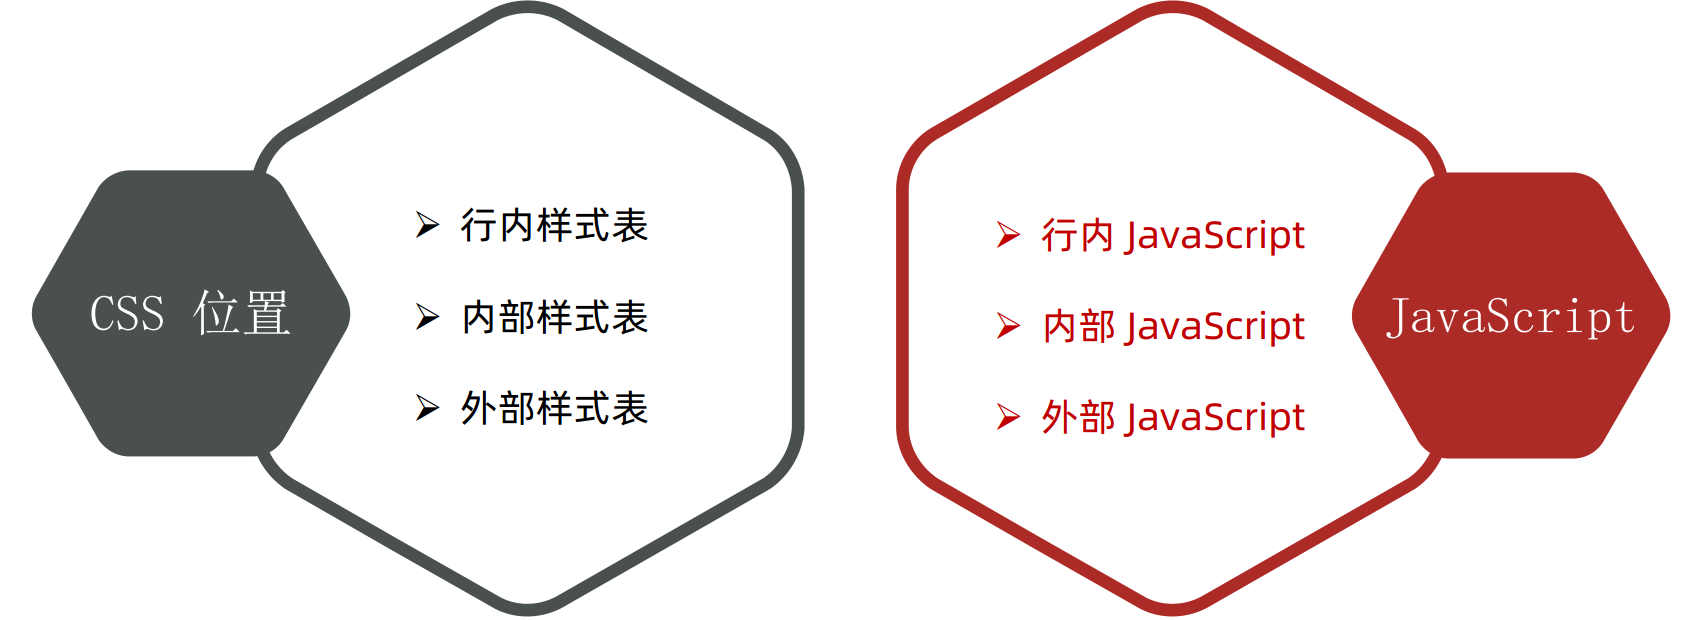 CSS 位置
➢ 行内样式表
➢ 内部样式表
➢ 外部样式表
➢ 行内 JavaScript
➢ 内部 JavaScript
➢ 外部 JavaScript
JavaScript